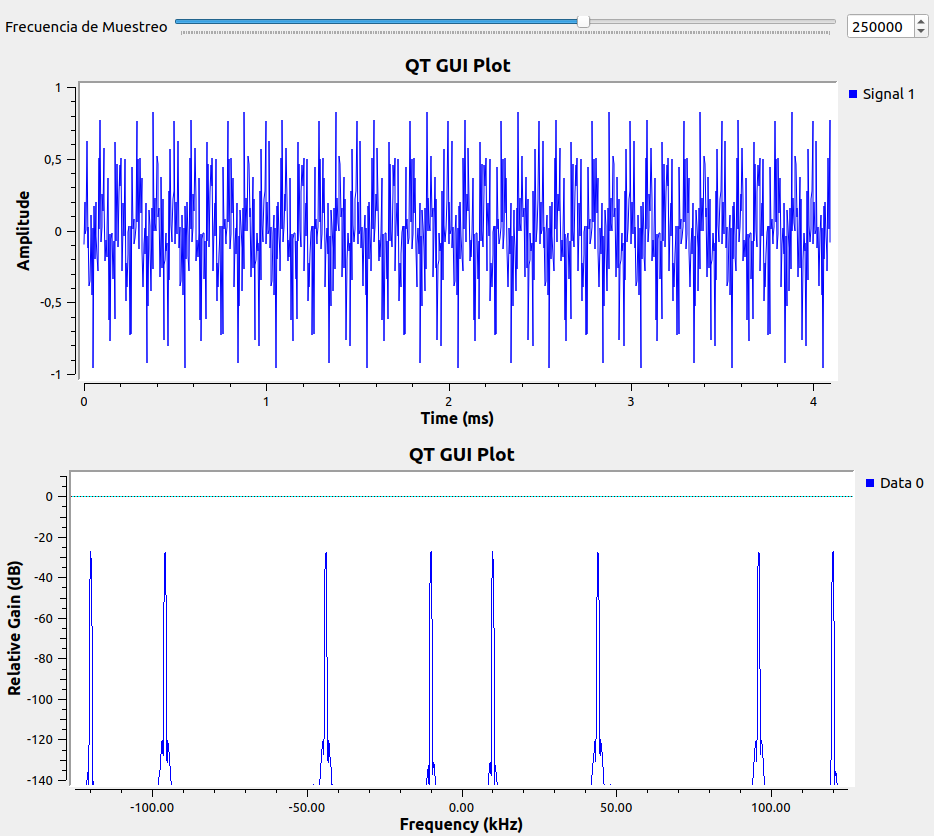 Frecuencia de Muestreo 250000
QT GUI Plot
Signal 1
1
0,5
0
-0,5
-1
Amplitude
0 1 2 3 4
Time (ms)
QT GUI Plot
Data 0
0
-20
-40
-60
-80
-100
-120
-140
Relative Gain (dB)
-100.00 -50.00 0.00 50.00 100.00
Frequency (kHz)